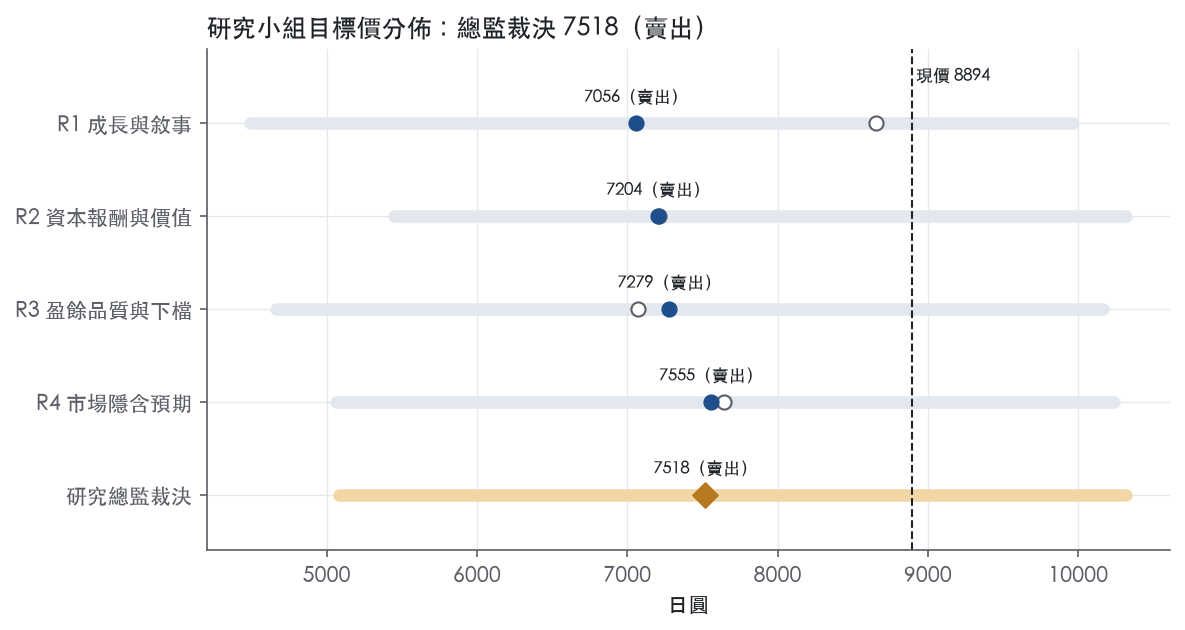 研究小組目標價分佈：總監裁決 7518（賣出）
現價 8894
7056（賣出）
R1 成長與敘事
7204（賣出）
R2 資本報酬與價值
7279（賣出）
R3 盈餘品質與下檔
7555（賣出）
R4 市場隱含預期
7518（賣出）
研究總監裁決
5000 6000 7000 8000 9000 10000
日圓